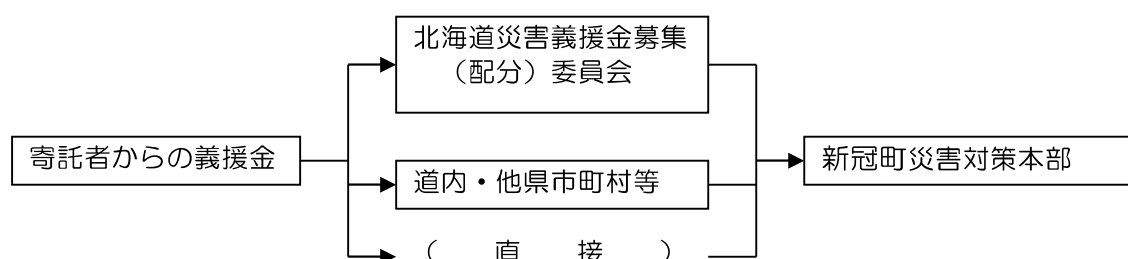 北海道災害義援金募集
（配分）委員会
寄託者からの義援金
道内・他県市町村等
新冠町災害対策本部
（　　直　　接　　）